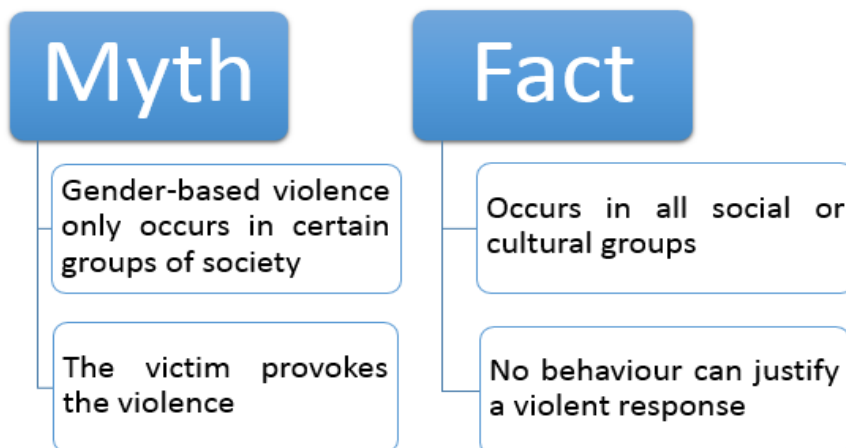 Myth
Gender-based violence
only occurs in certain
groups of society
The victim provokes
the violence
Fact
Occurs in all social or
cultural groups
No behaviour can justify
a violent response